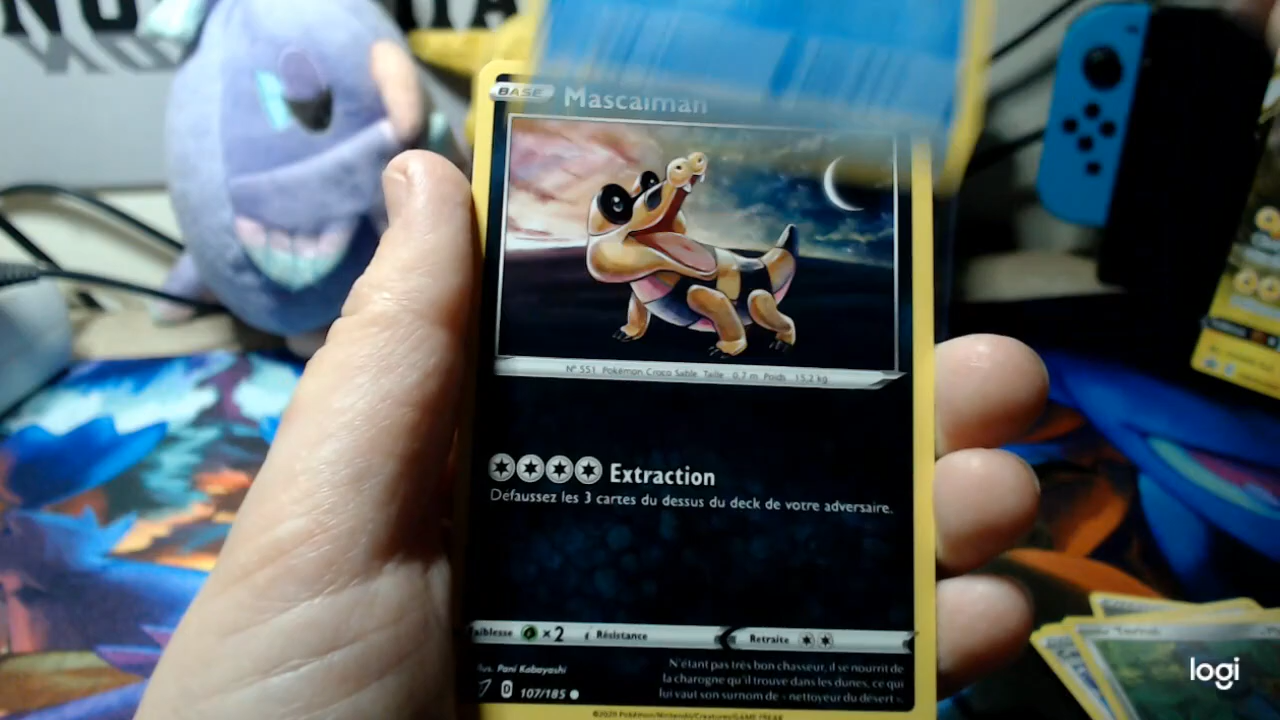 BASE
Mascaïman
N° 551 Pokémon Croco Sable Taille 0,7 m Poids 15,2 kg
Extraction
Défaussez les 3 cartes du dessus du deck de votre adversaire.
aiblesse ×2 Résistance Retraite
llus. Pani Kobayashi
D 107/185
N'étant pas très bon chasseur, il se nourrit de
la charogne qu'il trouve dans les dunes, ce qui
lui vaut son surnom de « nettoyeur du désert ».
©2020 Pokémon/Nintendo/Creatures/GAME FREAK
logi